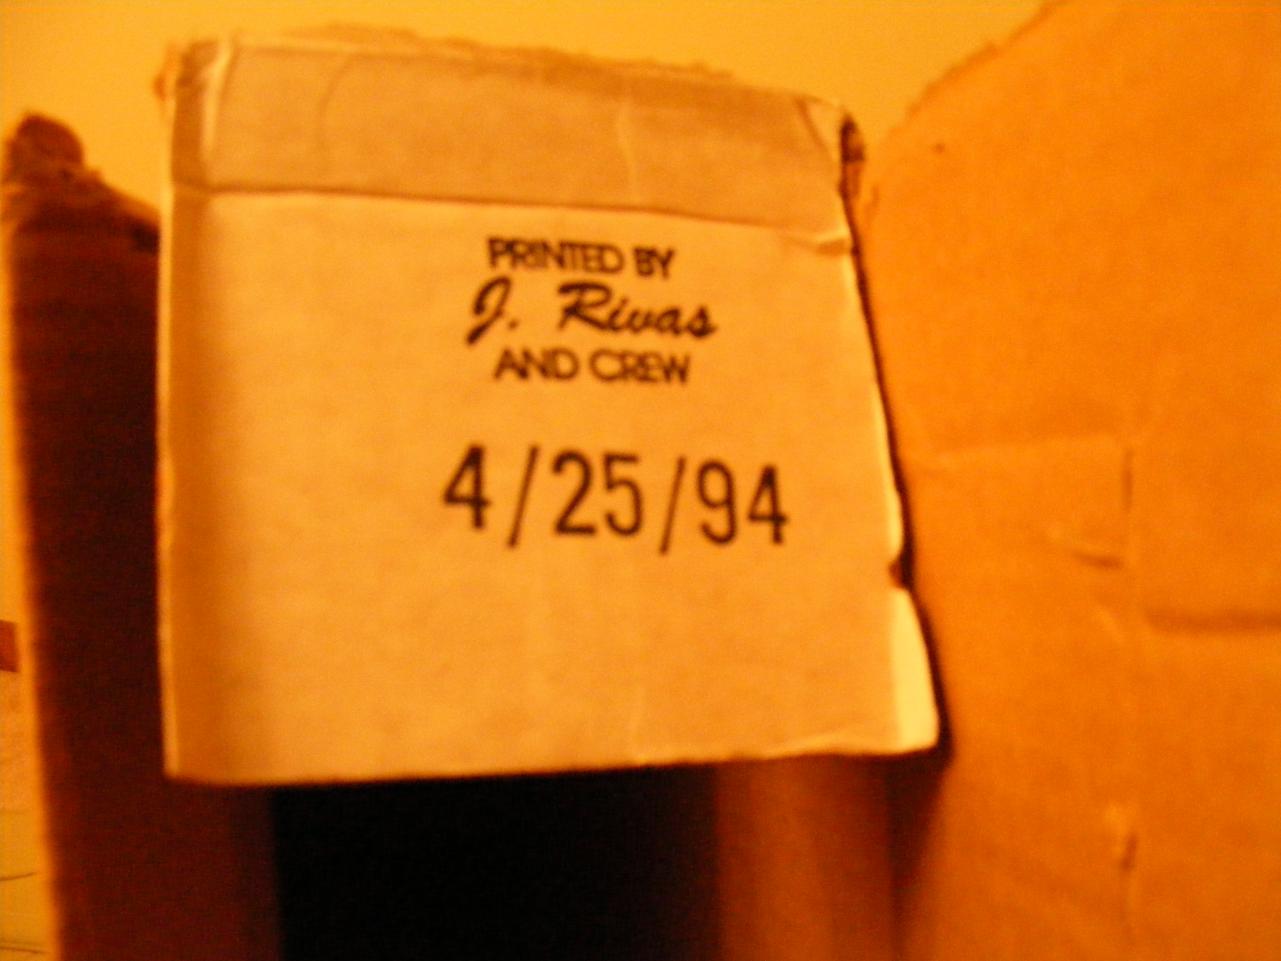 PRINTED BY
J. Rivas
AND CREW
4/25/94